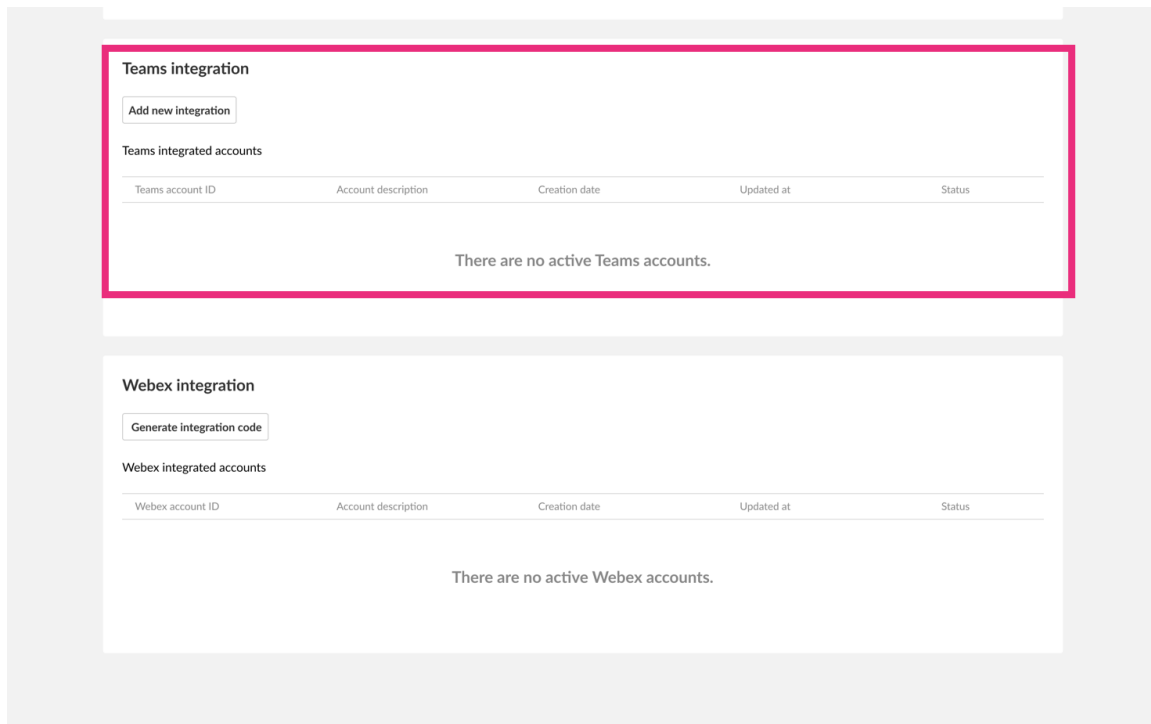 Teams integration
Add new integration
Teams integrated accounts
Teams account ID Account description Creation date Updated at Status
There are no active Teams accounts.
Webex integration
Generate integration code
Webex integrated accounts
Webex account ID Account description Creation date Updated at Status
There are no active Webex accounts.